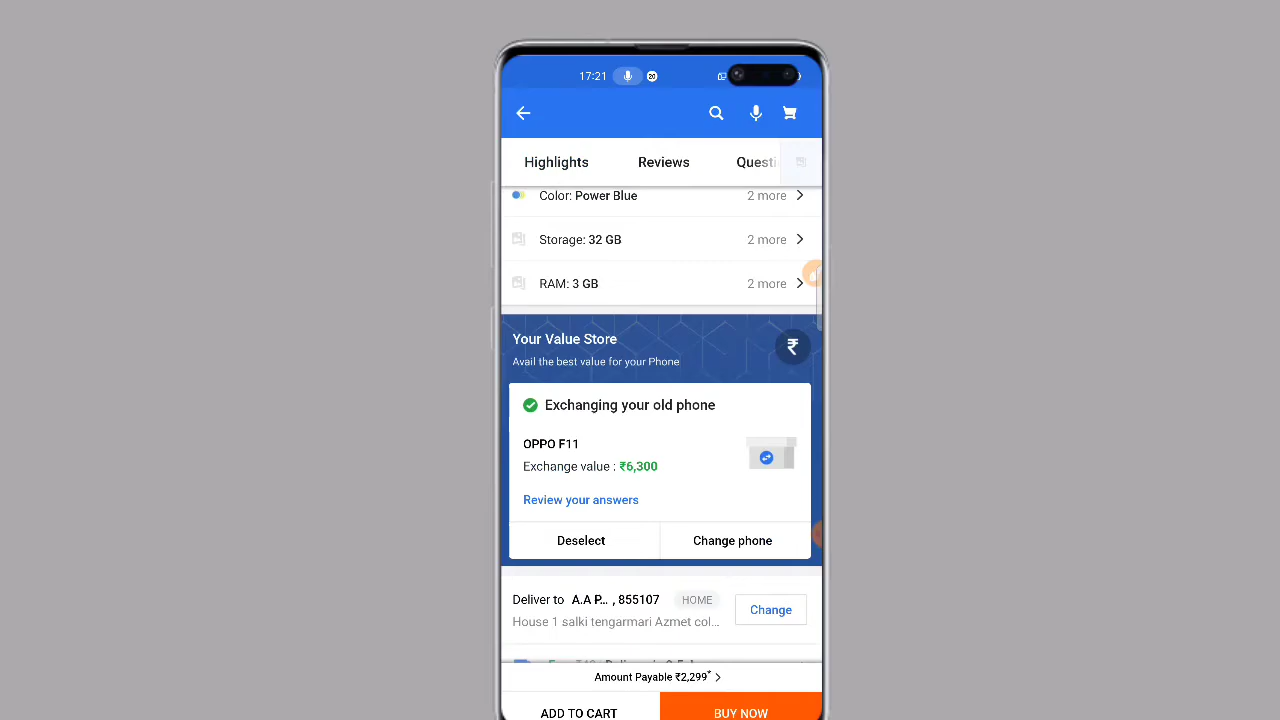 17:21
20
Highlights Reviews Questi
Color: Power Blue 2 more
Storage: 32 GB 2 more
RAM: 3 GB 2 more
Your Value Store
Avail the best value for your Phone
₹
Exchanging your old phone
OPPO F11
Exchange value : ₹6,300
Review your answers
Deselect Change phone
Deliver to A.A P... , 855107 HOME
Change
House 1 salki tengarmari Azmet col...
Amount Payable ₹2,299*
ADD TO CART BUY NOW